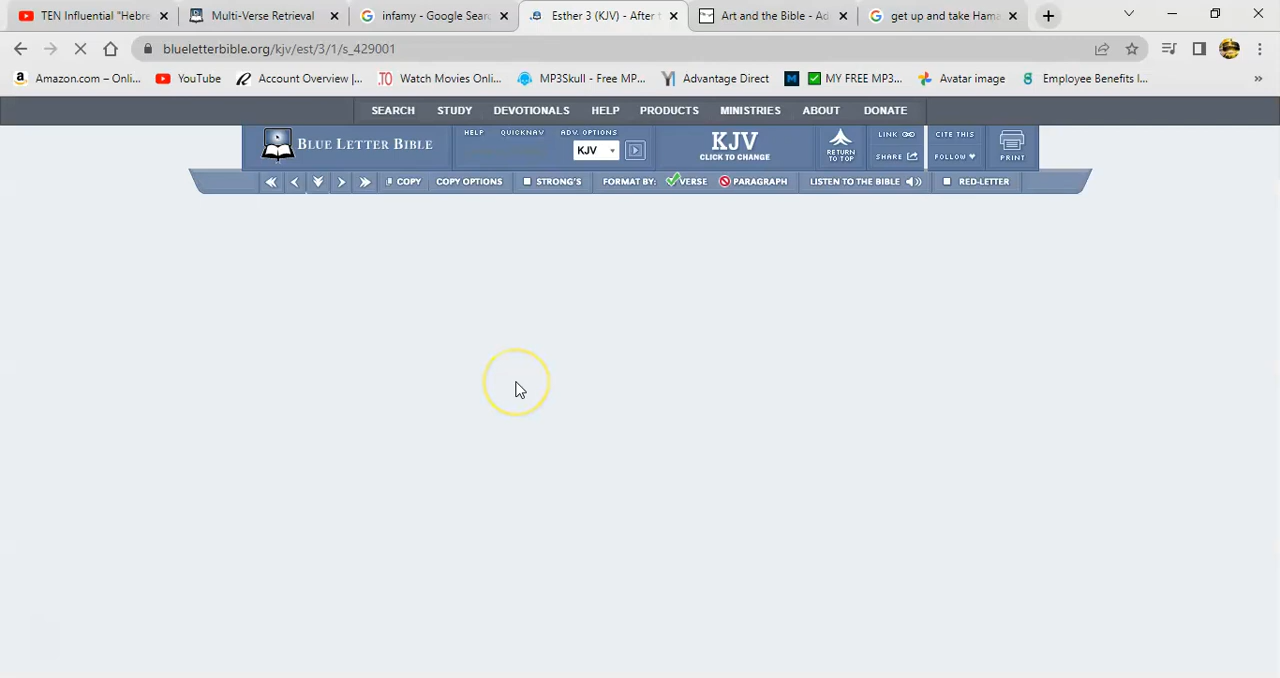 TEN Influential "Hebre
Multi-Verse Retrieval
infamy - Google Sear
Esther 3 (KJV) - After t
Art and the Bible - Ad
get up and take Hama
blueletterbible.org/kjv/est/3/1/s_429001
Amazon.com – Onli...
YouTube
Account Overview |...
Watch Movies Onlin...
MP3Skull - Free MP...
Advantage Direct
MY FREE MP3...
Avatar image
Employee Benefits I...
SEARCH
STUDY
DEVOTIONALS
HELP
PRODUCTS
MINISTRIES
ABOUT
DONATE
BLUE LETTER BIBLE
HELP
QUICKNAV
ADV. OPTIONS
KJV
KJV
CLICK TO CHANGE
RETURN
TO TOP
LINK
SHARE
CITE THIS
FOLLOW
PRINT
COPY
COPY OPTIONS
STRONG'S
FORMAT BY:
VERSE
PARAGRAPH
LISTEN TO THE BIBLE
RED-LETTER